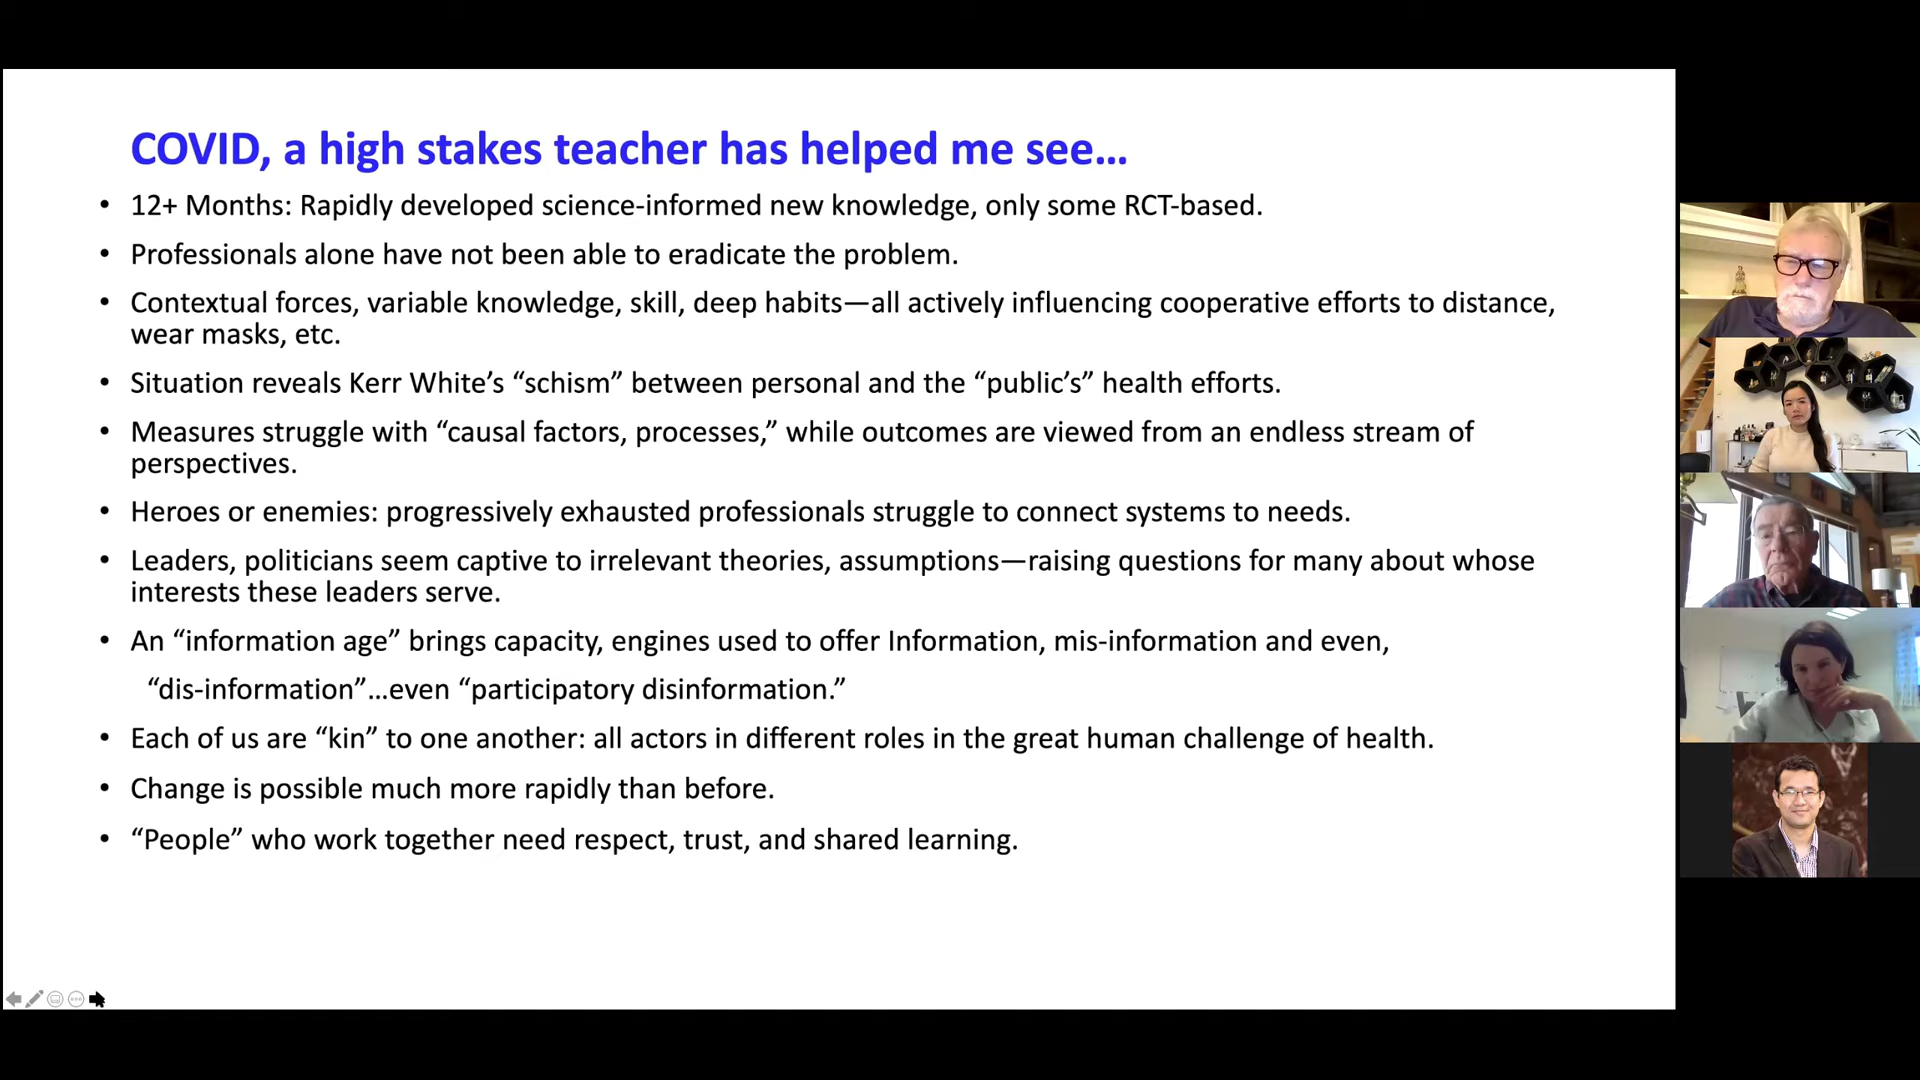 COVID, a high stakes teacher has helped me see…
• 12+ Months: Rapidly developed science-informed new knowledge, only some RCT-based.
• Professionals alone have not been able to eradicate the problem.
• Contextual forces, variable knowledge, skill, deep habits—all actively influencing cooperative efforts to distance,
wear masks, etc.
• Situation reveals Kerr White’s “schism” between personal and the “public’s” health efforts.
• Measures struggle with “causal factors, processes,” while outcomes are viewed from an endless stream of
perspectives.
• Heroes or enemies: progressively exhausted professionals struggle to connect systems to needs.
• Leaders, politicians seem captive to irrelevant theories, assumptions—raising questions for many about whose
interests these leaders serve.
• An “information age” brings capacity, engines used to offer Information, mis-information and even,
“dis-information”…even “participatory disinformation.”
• Each of us are “kin” to one another: all actors in different roles in the great human challenge of health.
• Change is possible much more rapidly than before.
• “People” who work together need respect, trust, and shared learning.